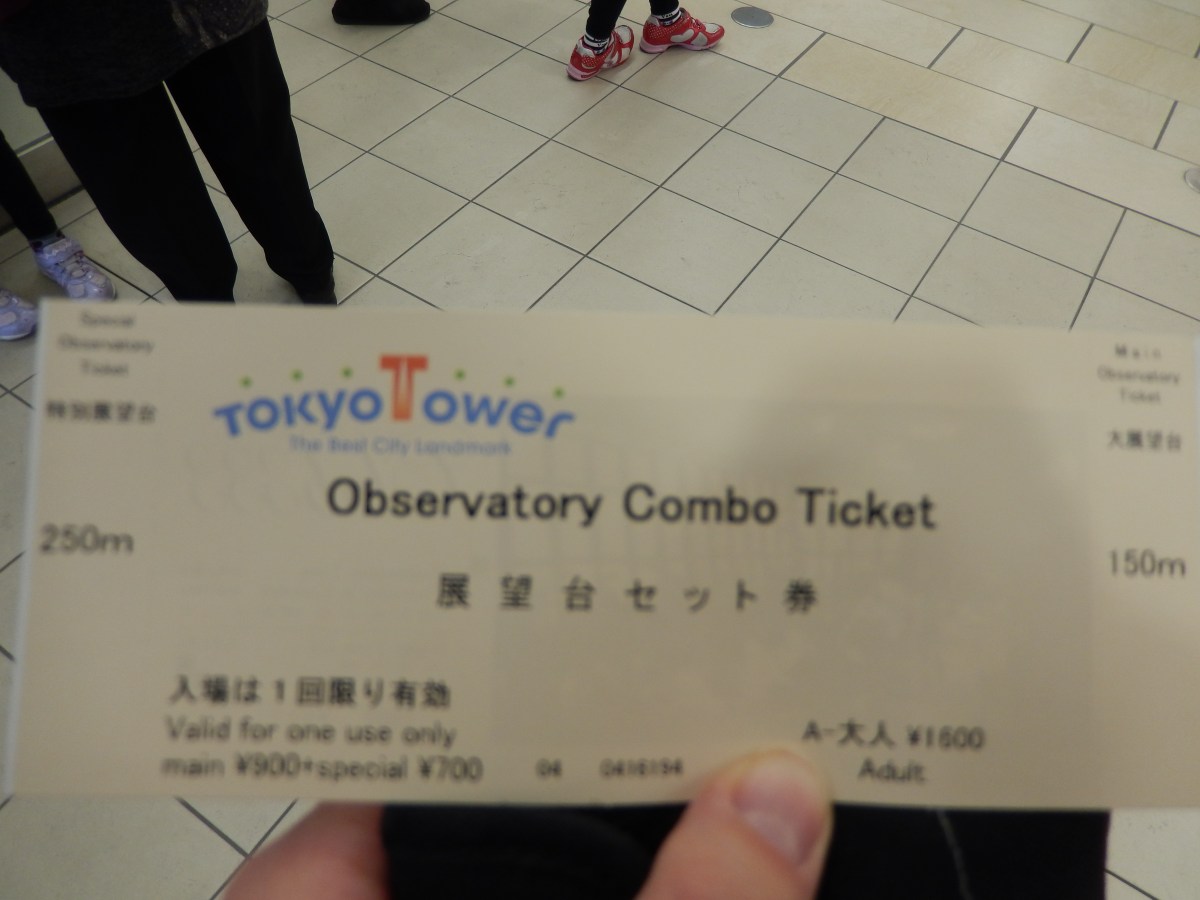 Special
Observatory
Ticket
特別展望台
250m
TOKYO TOWER
The Best City Landmark
Observatory Combo Ticket
展望台セット券
入場は1回限り有効
Valid for one use only
main ¥900+special ¥700
04 0416194
A-大人 ¥1600
Adult
Main
Observatory
Ticket
大展望台
150m